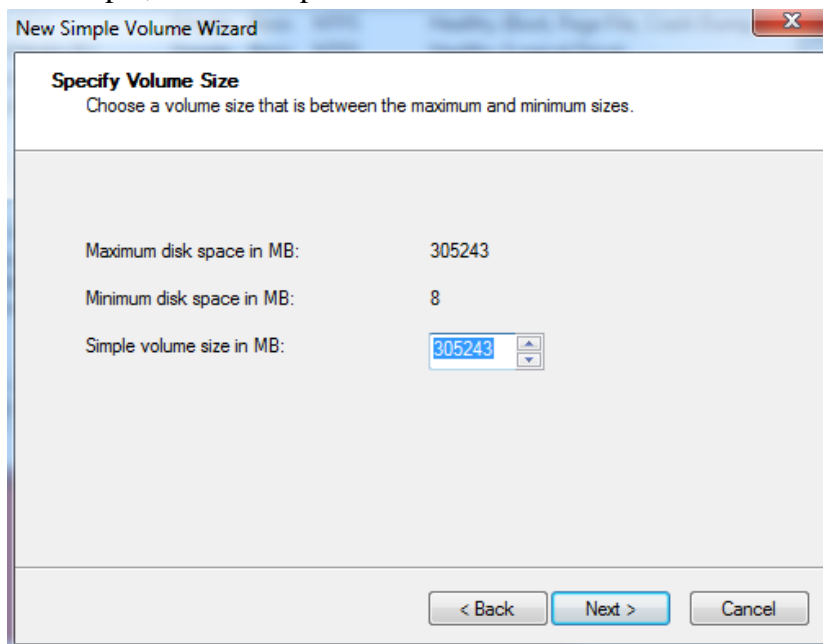 New Simple Volume Wizard
Specify Volume Size
Choose a volume size that is between the maximum and minimum sizes.
Maximum disk space in MB: 305243
Minimum disk space in MB: 8
Simple volume size in MB: 305243
< Back Next > Cancel